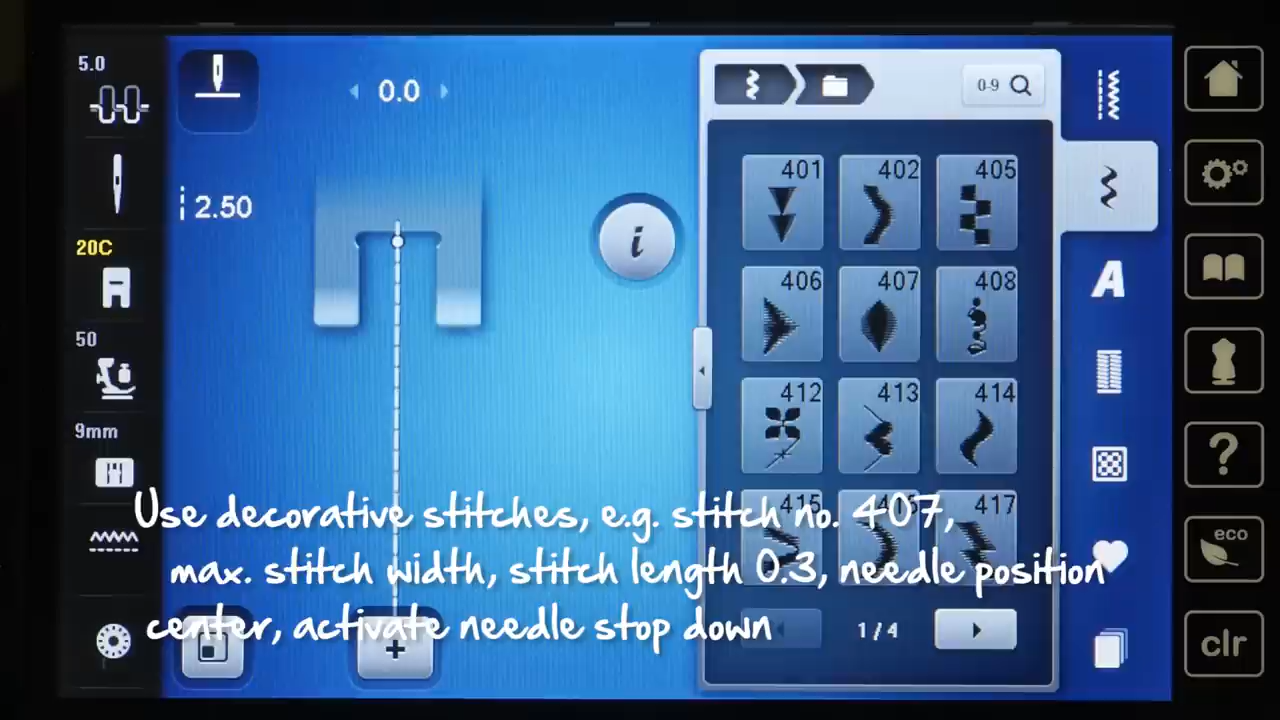 5.0
0.0
0-9
401 402 405
2.50
20C
406 407 408
i
A
50
412 413 414
9mm
415 416 417
Use decorative stitches, e.g. stitch no. 407,
max. stitch width, stitch length 0.3, needle position
center, activate needle stop down
1/4
+
?
eco
clr